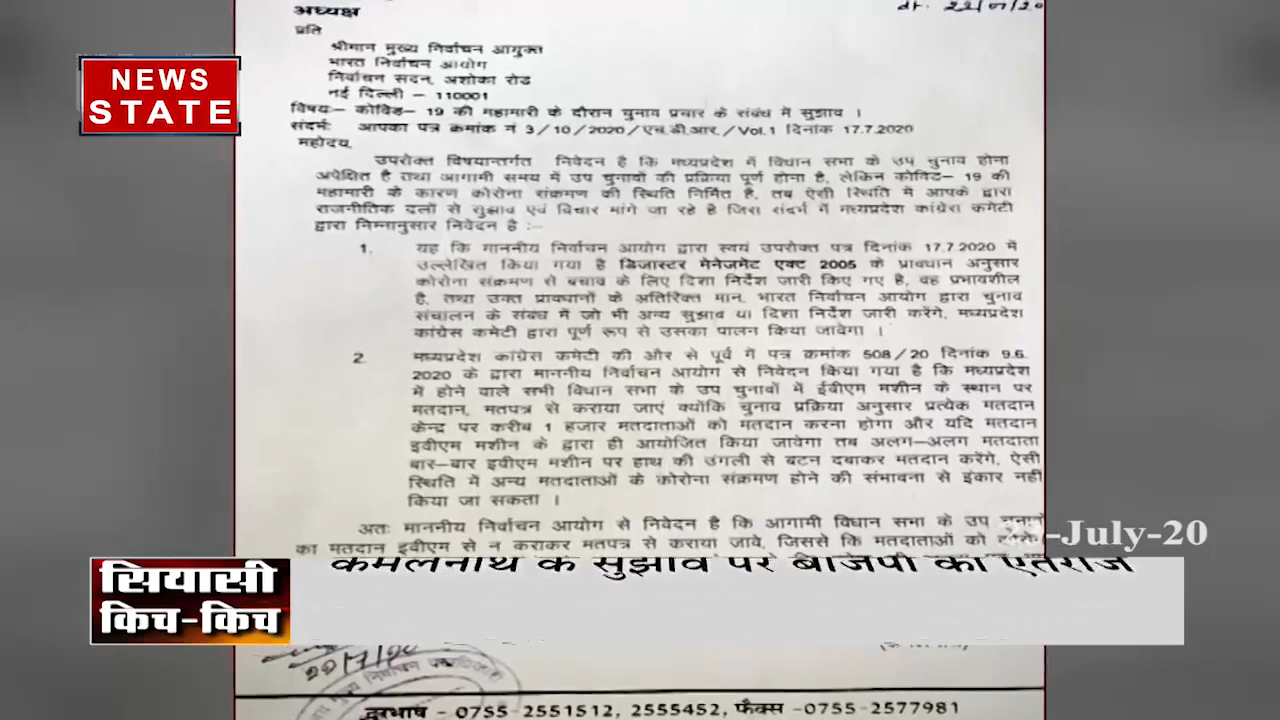 अध्यक्ष
दि. 22/7/20
प्रति
श्रीमान मुख्य निर्वाचन आयुक्त
भारत निर्वाचन आयोग
निर्वाचन सदन, अशोका रोड
नई दिल्ली – 110001
विषयः– कोविड– 19 की महामारी के दौरान चुनाव प्रचार के संबंध में सुझाव ।
संदर्भः आपका पत्र क्रमांक नं 3/10/2020/एच.डी.आर./Vol.1 दिनांक 17.7.2020
महोदय,
उपरोक्त विषयान्तर्गत निवेदन है कि मध्यप्रदेश में विधान सभा के उप चुनाव होना
अपेक्षित है तथा आगामी समय में उप चुनावों की प्रक्रिया पूर्ण होना है, लेकिन कोविड– 19 की
महामारी के कारण कोरोना संक्रमण की स्थिति निर्मित है, तब ऐसी स्थिति में आपके द्वारा
राजनीतिक दलों से सुझाव एवं विचार मांगे जा रहे है जिस संदर्भ में मध्यप्रदेश कांग्रेस कमेटी
द्वारा निम्नानुसार निवेदन है :–
1. यह कि माननीय निर्वाचन आयोग द्वारा स्वयं उपरोक्त पत्र दिनांक 17.7.2020 में
उल्लेखित किया गया है डिजास्टर मेनेजमेंट एक्ट 2005 के प्रावधान अनुसार
कोरोना संक्रमण से बचाव के लिए दिशा निर्देश जारी किए गए है, वह प्रभावशील
है, तथा उक्त प्रावधानों के अतिरिक्त मान. भारत निर्वाचन आयोग द्वारा चुनाव
संचालन के संबंध में जो भी अन्य सुझाव या दिशा निर्देश जारी करेंगे, मध्यप्रदेश
कांग्रेस कमेटी द्वारा पूर्ण रूप से उसका पालन किया जावेगा ।
2. मध्यप्रदेश कांग्रेस कमेटी की और से पूर्व में पत्र क्रमांक 508/20 दिनांक 9.6.
2020 के द्वारा माननीय निर्वाचन आयोग से निवेदन किया गया है कि मध्यप्रदेश
में होने वाले सभी विधान सभा के उप चुनावों में ईवीएम मशीन के स्थान पर
मतदान, मतपत्र से कराया जाएं क्योंकि चुनाव प्रक्रिया अनुसार प्रत्येक मतदान
केन्द्र पर करीब 1 हजार मतदाताओं को मतदान करना होगा और यदि मतदान
इवीएम मशीन के द्वारा ही आयोजित किया जावेगा तब अलग–अलग मतदाता
बार–बार इवीएम मशीन पर हाथ की उंगली से बटन दबाकर मतदान करेंगे, ऐसी
स्थिति में अन्य मतदाताओं के कोरोना संक्रमण होने की संभावना से इंकार नहीं
किया जा सकता ।
अतः माननीय निर्वाचन आयोग से निवेदन है कि आगामी विधान सभा के उप चुनावों
का मतदान इवीएम से न कराकर मतपत्र से कराया जावे, जिससे कि मतदाताओं को
22/7/20
दूरभाष – 0755-2551512, 2555452, फैक्स –0755-2577981
NEWS
STATE
-July-20
सियासी
किच-किच
कमलनाथ के सुझाव पर बीजेपी का एतराज